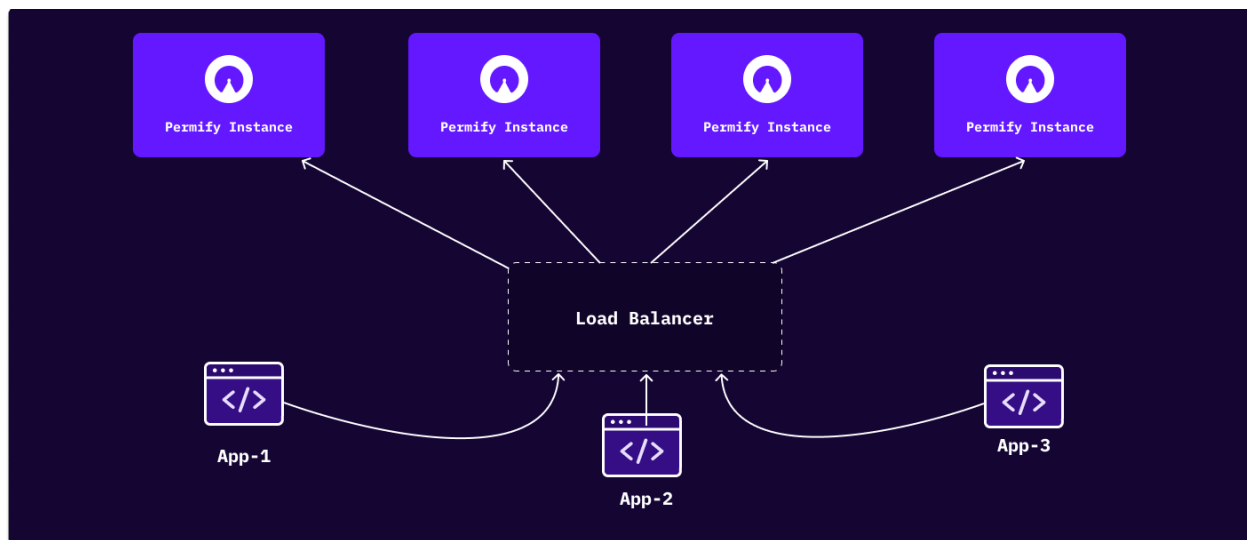 Permify Instance
Permify Instance
Permify Instance
Permify Instance
Load Balancer
</>
</>
</>
App-1
App-3
App-2